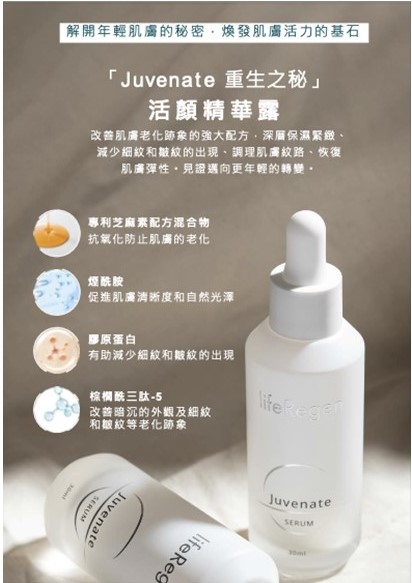 解開年輕肌膚的秘密，煥發肌膚活力的基石
「Juvenate 重生之秘」
活顏精華露
改善肌膚老化跡象的強大配方，深層保濕緊緻、
減少細紋和皺紋的出現、調理肌膚紋路、恢復
肌膚彈性。見證邁向更年輕的轉變。
專利芝麻素配方混合物
抗氧化防止肌膚的老化
煙酰胺
促進肌膚清晰度和自然光澤
膠原蛋白
有助減少細紋和皺紋的出現
棕櫚酰三肽-5
改善暗沉的外觀及細紋
和皺紋等老化跡象
lifeRegen
Juvenate
SERUM
30ml
lifeRegen
Juvenate
SERUM
30ml